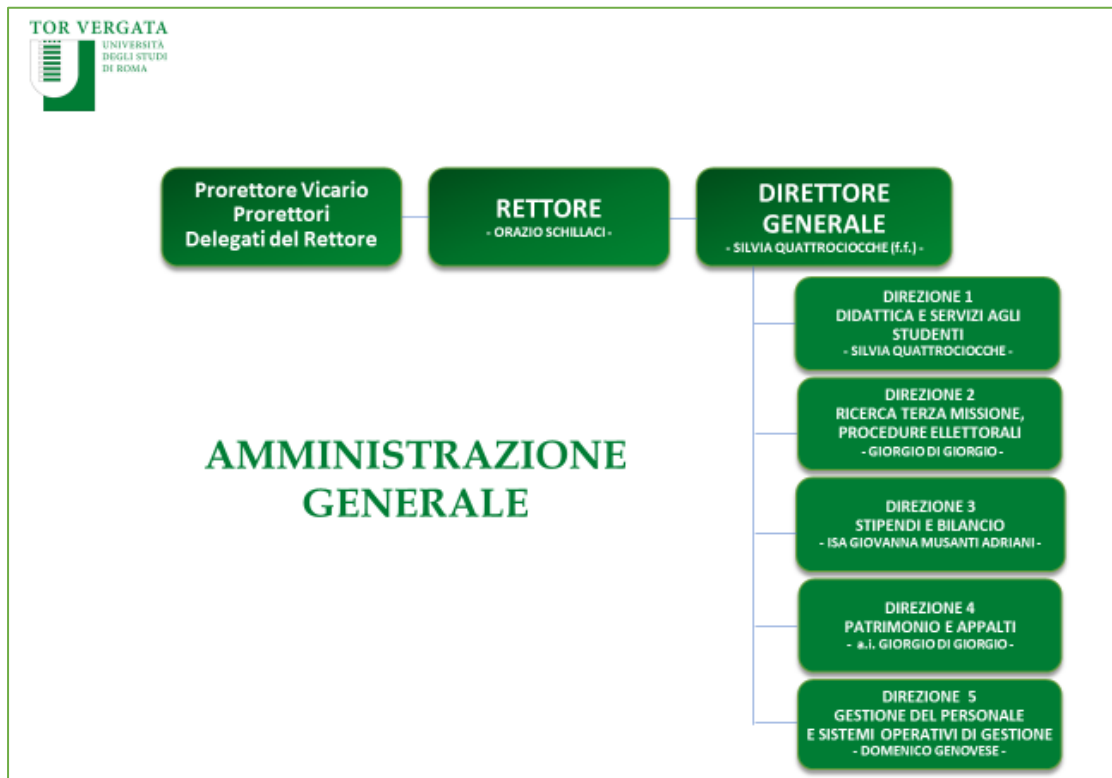 TOR VERGATA
UNIVERSITÀ
DEGLI STUDI
DI ROMA
Prorettore Vicario
Prorettori
Delegati del Rettore
RETTORE
- ORAZIO SCHILLACI -
DIRETTORE
GENERALE
- SILVIA QUATTROCIOCCHE (f.f.) -
DIREZIONE 1
DIDATTICA E SERVIZI AGLI
STUDENTI
- SILVIA QUATTROCIOCCHE -
DIREZIONE 2
RICERCA TERZA MISSIONE,
PROCEDURE ELLETTORALI
- GIORGIO DI GIORGIO -
AMMINISTRAZIONE
GENERALE
DIREZIONE 3
STIPENDI E BILANCIO
- ISA GIOVANNA MUSANTI ADRIANI -
DIREZIONE 4
PATRIMONIO E APPALTI
- a.i. GIORGIO DI GIORGIO -
DIREZIONE 5
GESTIONE DEL PERSONALE
E SISTEMI OPERATIVI DI GESTIONE
- DOMENICO GENOVESE -